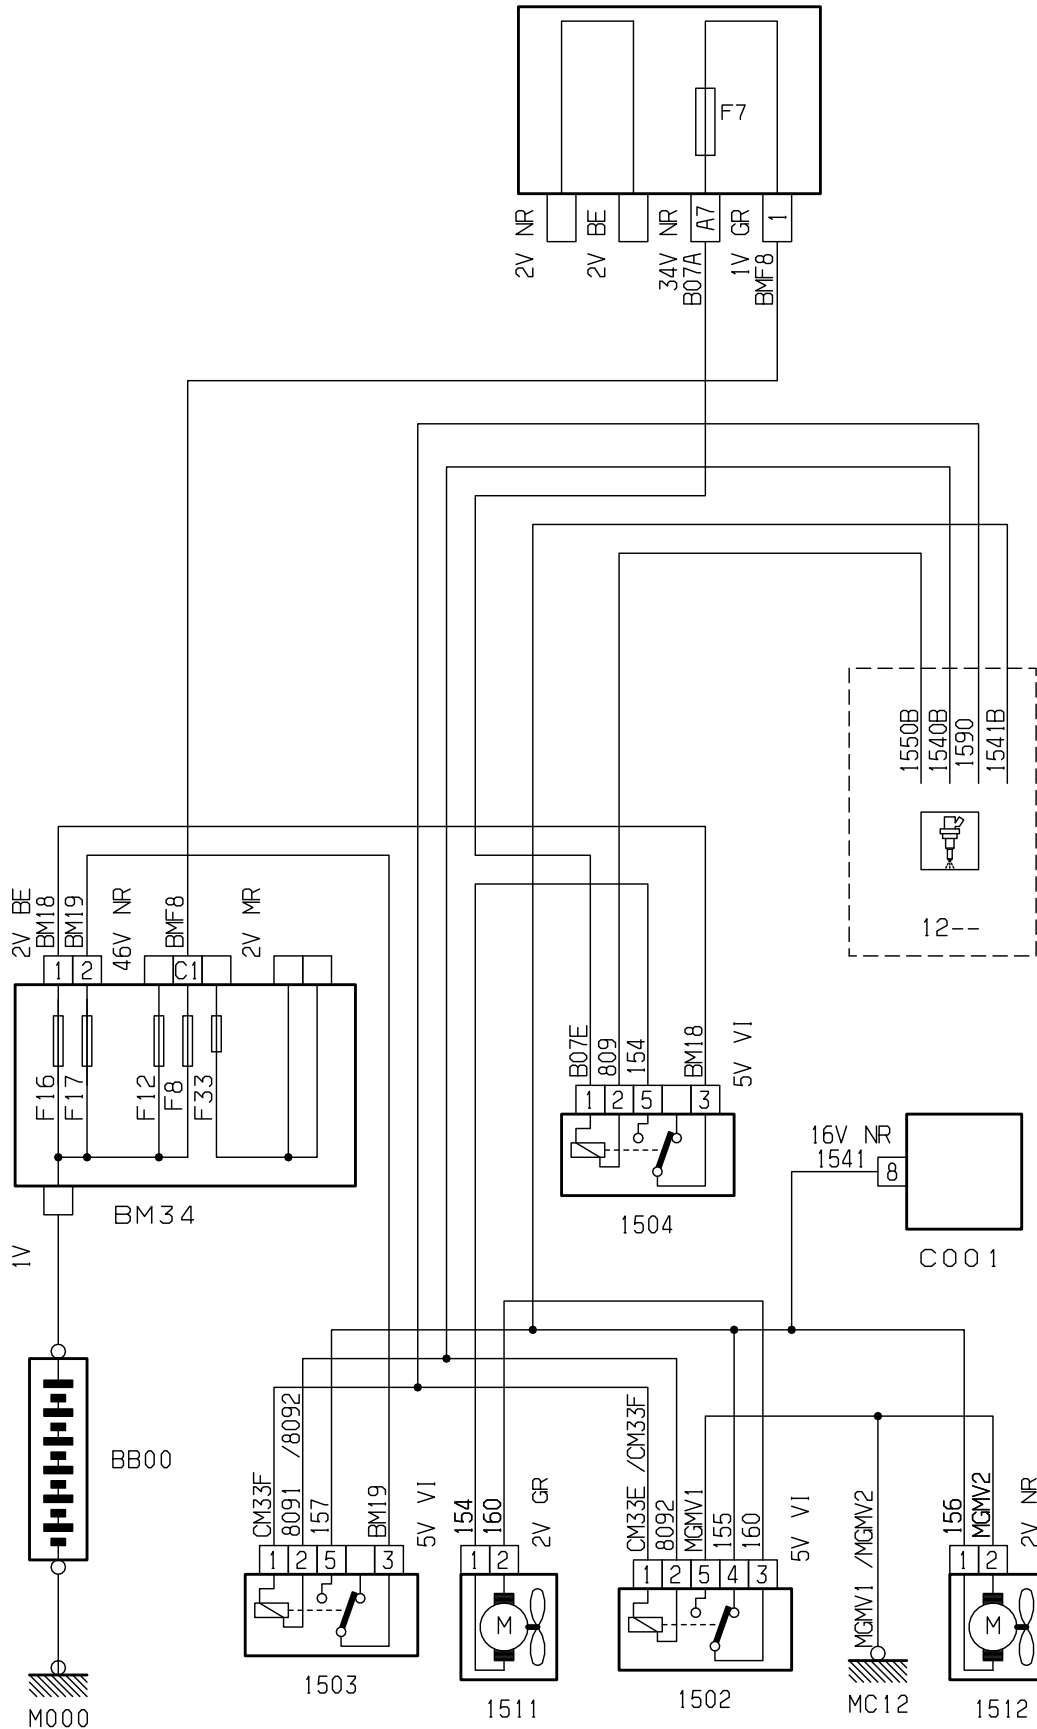 F7
2V NR
2V BE
34V NR
A7
1V GR
1
B07A
BMF8
1550B
1540B
1590
1541B
12--
2V BE
BM18
BM19
46V NR
BMF8
2V MR
1
2
C1
F16
F17
F12
F8
F33
BM34
1V
B07E
809
154
BM18
5V VI
1
2
5
3
1504
16V NR
1541
8
C001
BB00
M000
CM33F
8091 /8092
157
BM19
5V VI
1
2
5
3
1503
154
160
2V GR
1
2
M
1511
CM33E /CM33F
8092
MGMV1
155
160
5V VI
1
2
5
4
3
1502
MGMV1 /MGMV2
MC12
156
MGMV2
2V NR
1
2
M
1512